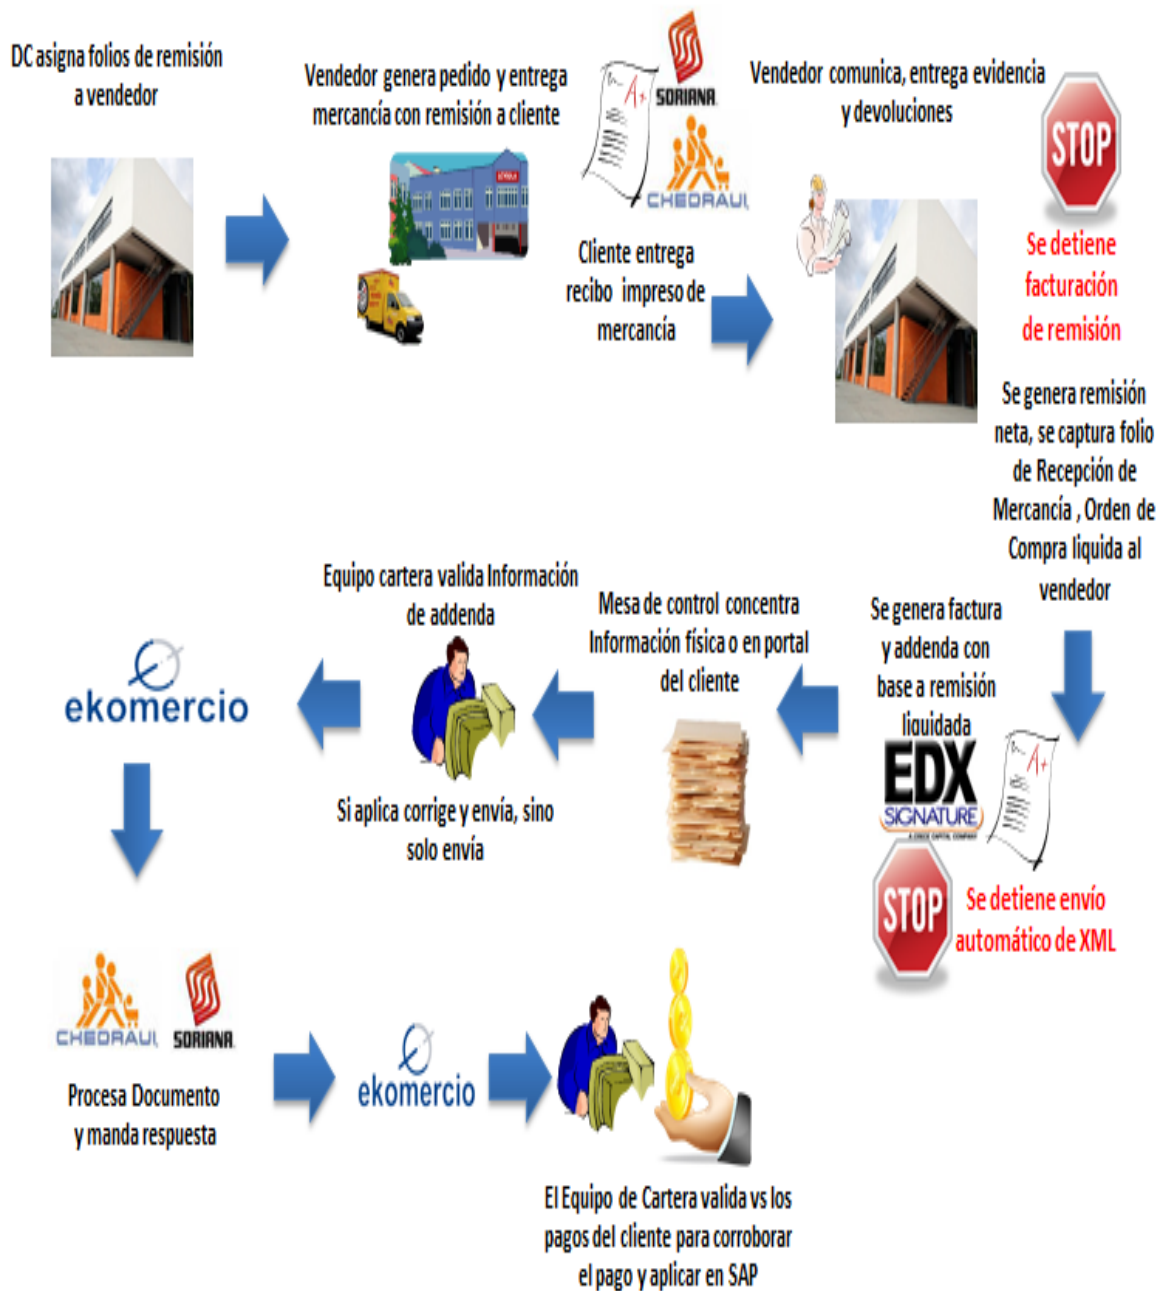 DC asigna folios de remisión
a vendedor
Vendedor genera pedido y entrega
mercancía con remisión a cliente
A+
SORIANA
CHEDRAUI
Cliente entrega
recibo impreso de
mercancía
Vendedor comunica, entrega evidencia
y devoluciones
STOP
Se detiene
facturación
de remisión
Se genera remisión
neta, se captura folio
de Recepción de
Mercancía , Orden de
Compra liquida al
vendedor
Se genera factura
y addenda con
base a remisión
liquidada
EDX
SIGNATURE
A+
STOP
Se detiene envío
automático de XML
Mesa de control concentra
Información física o en portal
del cliente
Equipo cartera valida Información
de addenda
Si aplica corrige y envía, sino
solo envía
ekomercio
CHEDRAUI
SORIANA
Procesa Documento
y manda respuesta
ekomercio
El Equipo de Cartera valida vs los
pagos del cliente para corroborar
el pago y aplicar en SAP